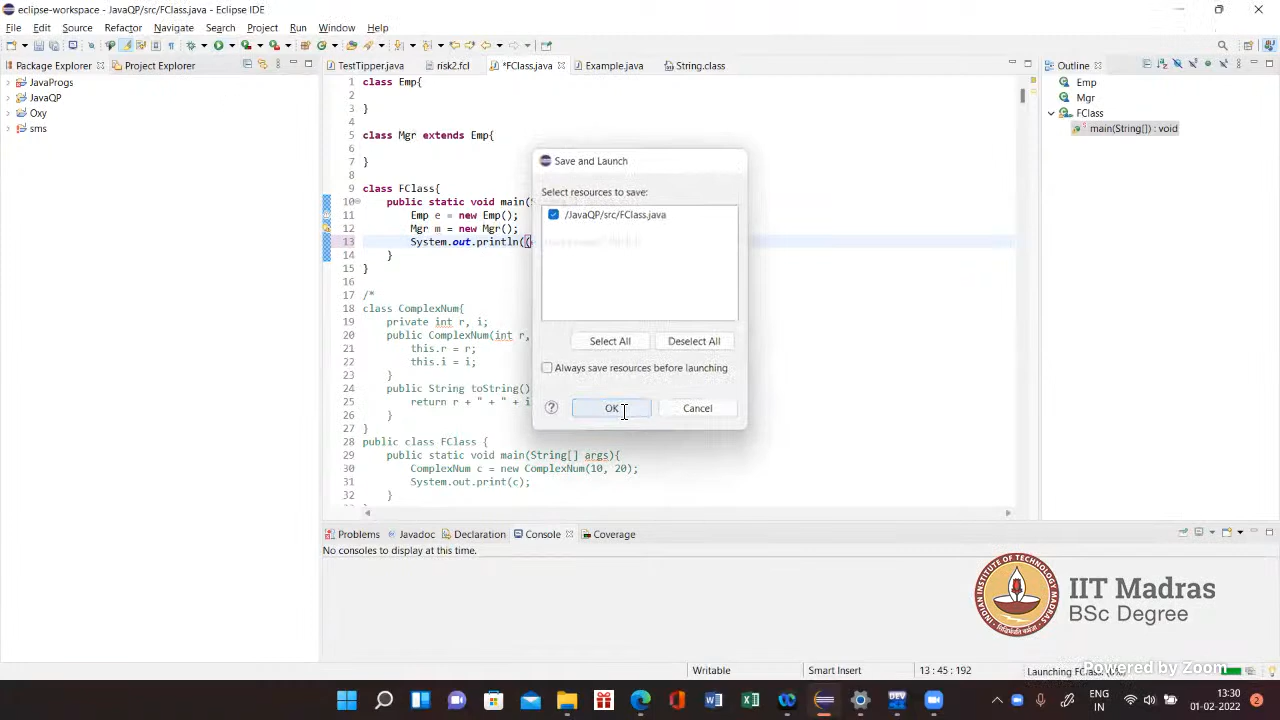 eclipse-workspace - JavaQP/src/FClass.java - Eclipse IDE
File Edit Source Refactor Navigate Search Project Run Window Help
Package Explorer Project Explorer TestTipper.java risk2.fcl *FClass.java Example.java String.class Outline
JavaProgs
JavaQP
Oxy
sms
1 class Emp{
2
3 }
4
5 class Mgr extends Emp{
6
7 }
8
9 class FClass{
10 public static void main(
11 Emp e = new Emp();
12 Mgr m = new Mgr();
13 System.out.println((
14 }
15 }
16
17 /*
18 class ComplexNum{
19 private int r, i;
20 public ComplexNum(int r,
21 this.r = r;
22 this.i = i;
23 }
24 public String toString()
25 return r + " + " + i
26 }
27 }
28 public class FClass {
29 public static void main(String[] args){
30 ComplexNum c = new ComplexNum(10, 20);
31 System.out.print(c);
32 }
Save and Launch
Select resources to save:
/JavaQP/src/FClass.java
Select All Deselect All
Always save resources before launching
? OK Cancel
Emp
Mgr
FClass
main(String[]) : void
Problems Javadoc Declaration Console Coverage
No consoles to display at this time.
INDIAN INSTITUTE OF TECHNOLOGY MADRAS
IIT Madras
BSc Degree
Writable Smart Insert 13 : 45 : 192 Launching FClass:
Powered by Zoom
ENG
IN
13:30
01-02-2022
2